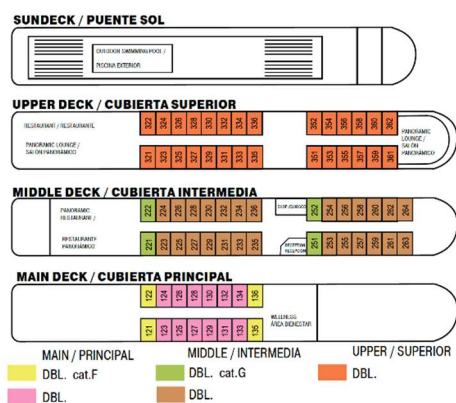 SUNDECK / PUENTE SOL
OUTDOOR SWIMMING POOL /
PISCINA EXTERIOR
UPPER DECK / CUBIERTA SUPERIOR
RESTAURANT / RESTAURANTE
322 324 326 328 330 332 334 336
352 354 356 358 360 362
PANORAMIC LOUNGE /
SALÓN PANORÁMICO
321 323 325 327 329 331 333 335
351 353 355 357 359 361
PANORAMIC
LOUNGE /
SALÓN
PANORÁMICO
MIDDLE DECK / CUBIERTA INTERMEDIA
PANORAMIC
RESTAURANT /
RESTAURANTE
PANORÁMICO
222 224 226 228 230 232 234 236
252 254 256 258 260 262 264
221 223 225 227 229 231 233 235
RECEPTION
RECEPCIÓN
251 253 255 257 259 261 263
MAIN DECK / CUBIERTA PRINCIPAL
122 124 126 128 130 132 134 136
121 123 125 127 129 131 133 135
WELLNESS
ÁREA BIENESTAR
MAIN / PRINCIPAL
DBL. cat.F
DBL.
MIDDLE / INTERMEDIA
DBL. cat.G
DBL.
UPPER / SUPERIOR
DBL.